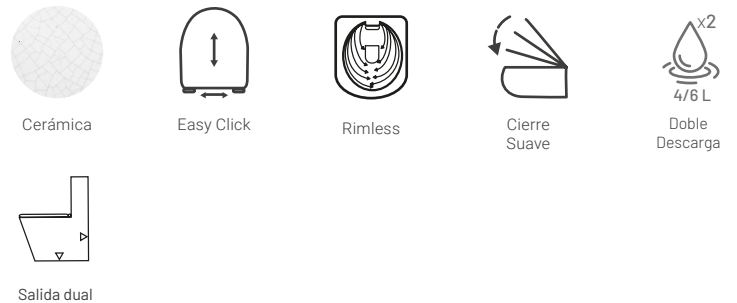 x2
4/6 L
Cerámica
Easy Click
Rimless
Cierre
Suave
Doble
Descarga
Salida dual